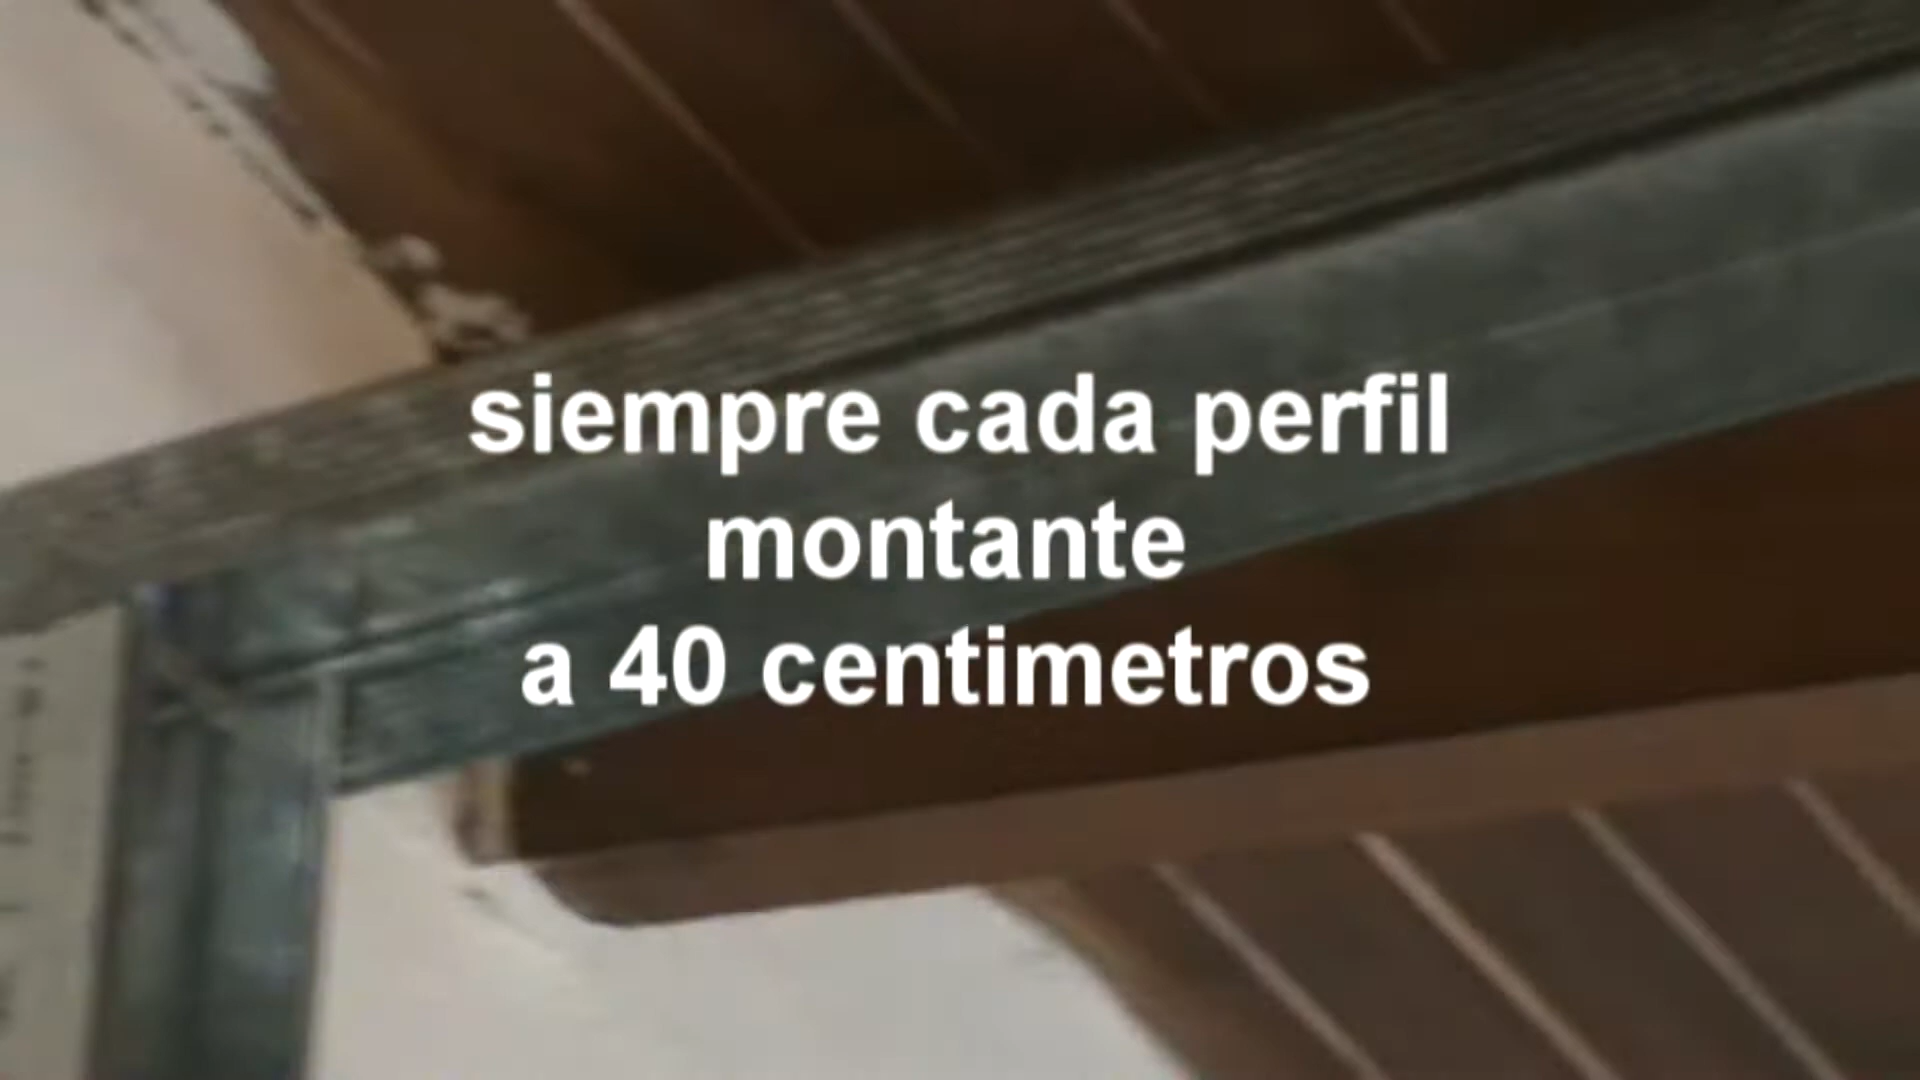 siempre cada perfil
montante
a 40 centimetros